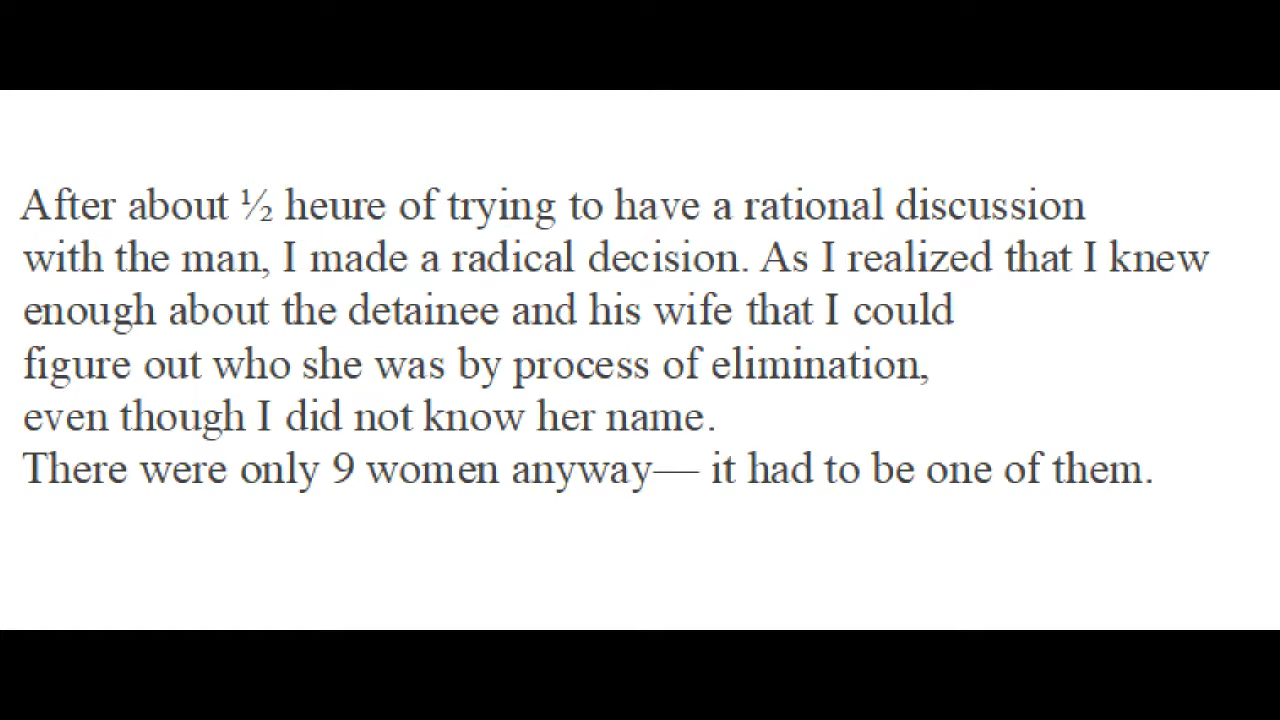 After about ½ heure of trying to have a rational discussion
with the man, I made a radical decision. As I realized that I knew
enough about the detainee and his wife that I could
figure out who she was by process of elimination,
even though I did not know her name.
There were only 9 women anyway— it had to be one of them.